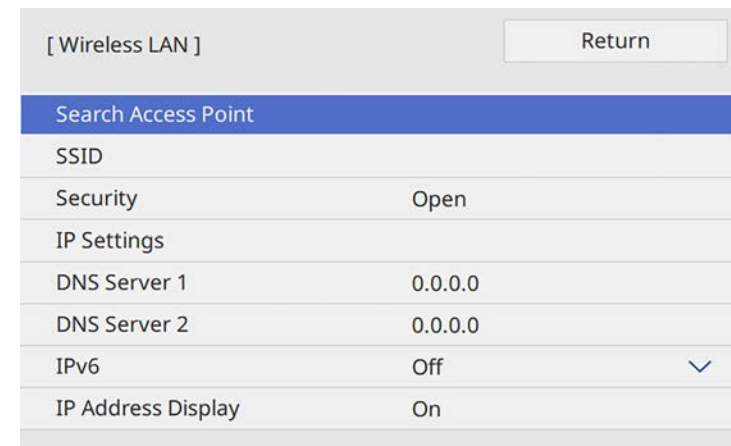 [ Wireless LAN ] Return
Search Access Point
SSID
Security Open
IP Settings
DNS Server 1 0.0.0.0
DNS Server 2 0.0.0.0
IPv6 Off
IP Address Display On